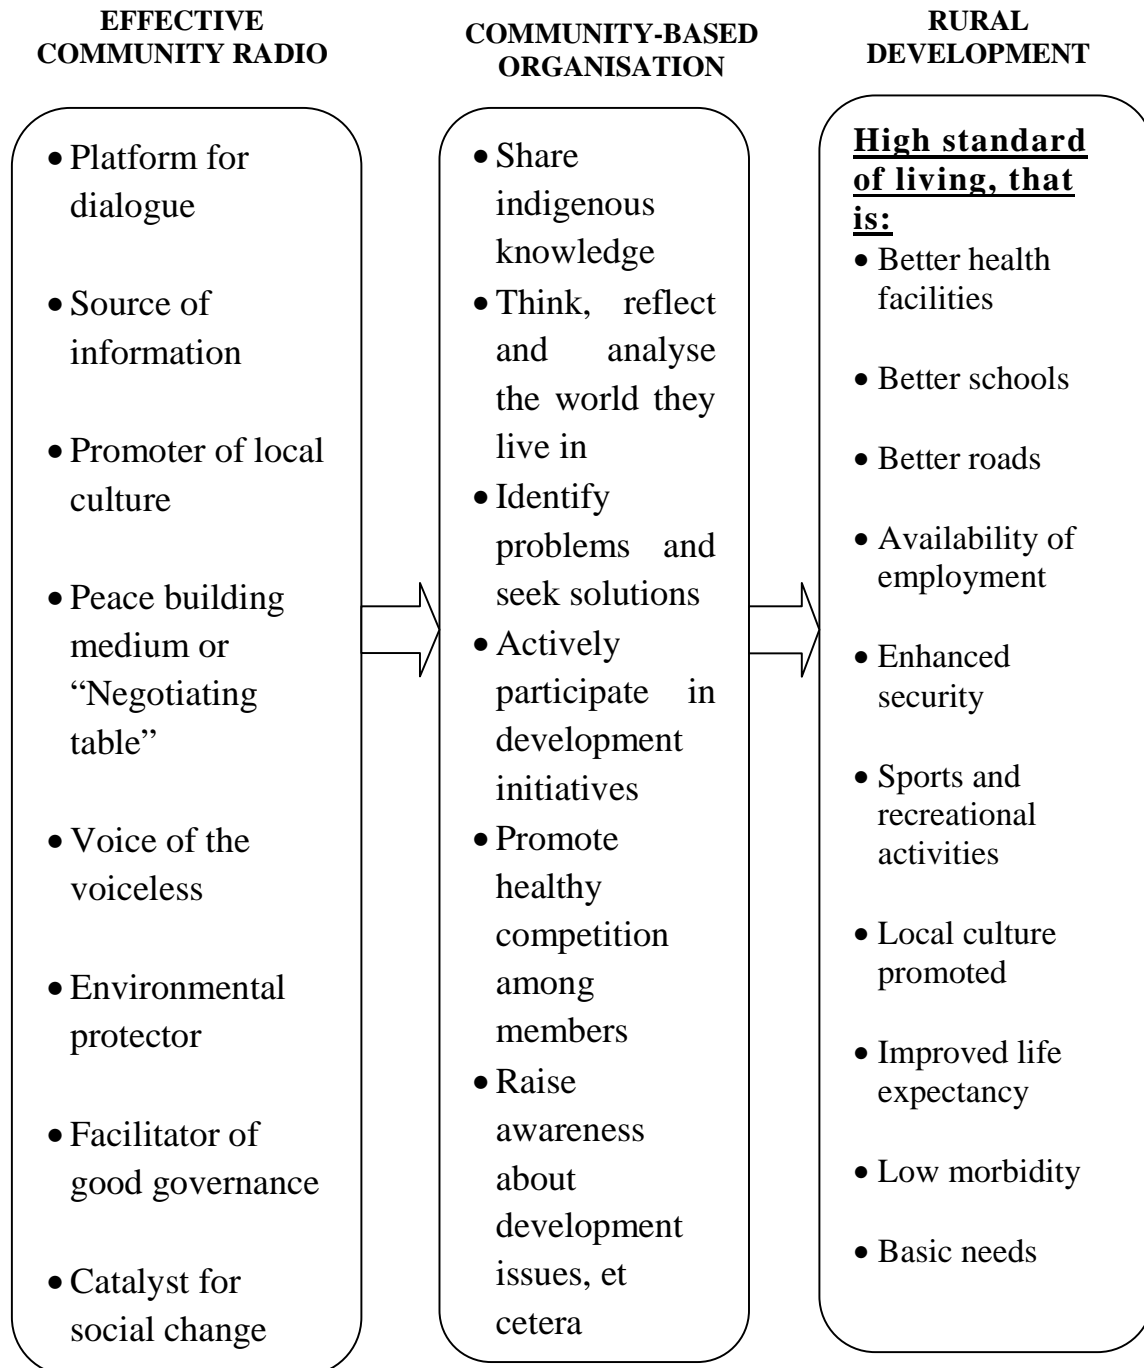 EFFECTIVE
COMMUNITY RADIO
• Platform for
dialogue
• Source of
information
• Promoter of local
culture
• Peace building
medium or
“Negotiating
table”
• Voice of the
voiceless
• Environmental
protector
• Facilitator of
good governance
• Catalyst for
social change
COMMUNITY-BASED
ORGANISATION
• Share
indigenous
knowledge
• Think, reflect
and analyse
the world they
live in
• Identify
problems and
seek solutions
• Actively
participate in
development
initiatives
• Promote
healthy
competition
among
members
• Raise
awareness
about
development
issues, et
cetera
RURAL
DEVELOPMENT
High standard
of living, that
is:
• Better health
facilities
• Better schools
• Better roads
• Availability of
employment
• Enhanced
security
• Sports and
recreational
activities
• Local culture
promoted
• Improved life
expectancy
• Low morbidity
• Basic needs